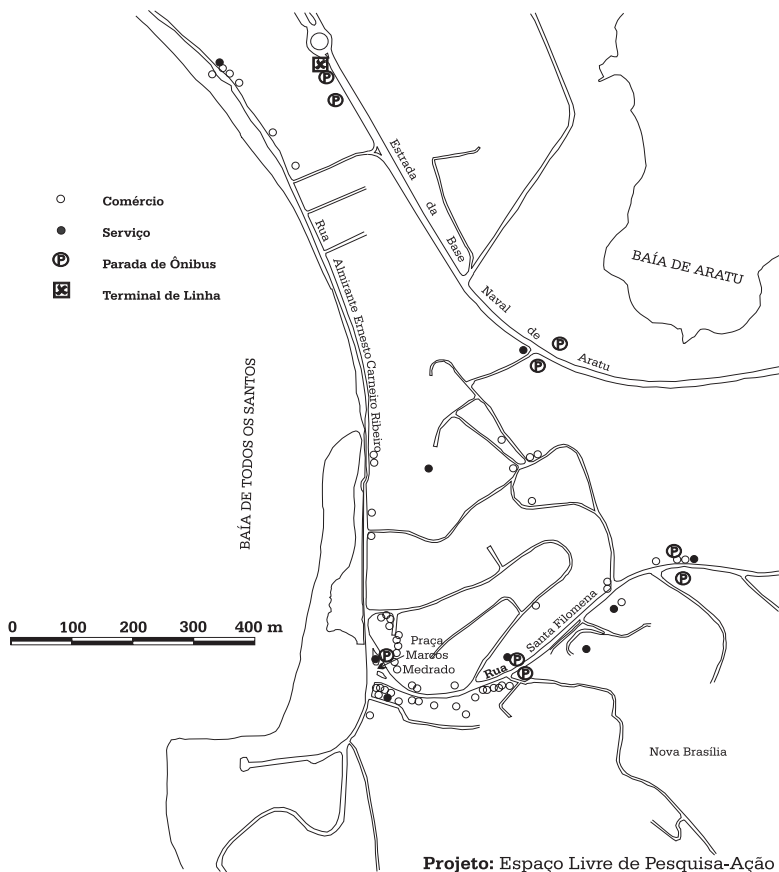 Comércio
Serviço
Ⓟ Parada de Ônibus
Terminal de Linha
Estrada
da
Base
Naval
de
Aratu
BAÍA DE ARATU
Rua
Almirante Ernesto Carneiro Ribeiro
BAÍA DE TODOS OS SANTOS
0 100 200 300 400 m
Praça
Marcos
Medrado
Rua Santa Filomena
Nova Brasília
Projeto: Espaço Livre de Pesquisa-Ação
P
P
P
P
P
P
P
P
P